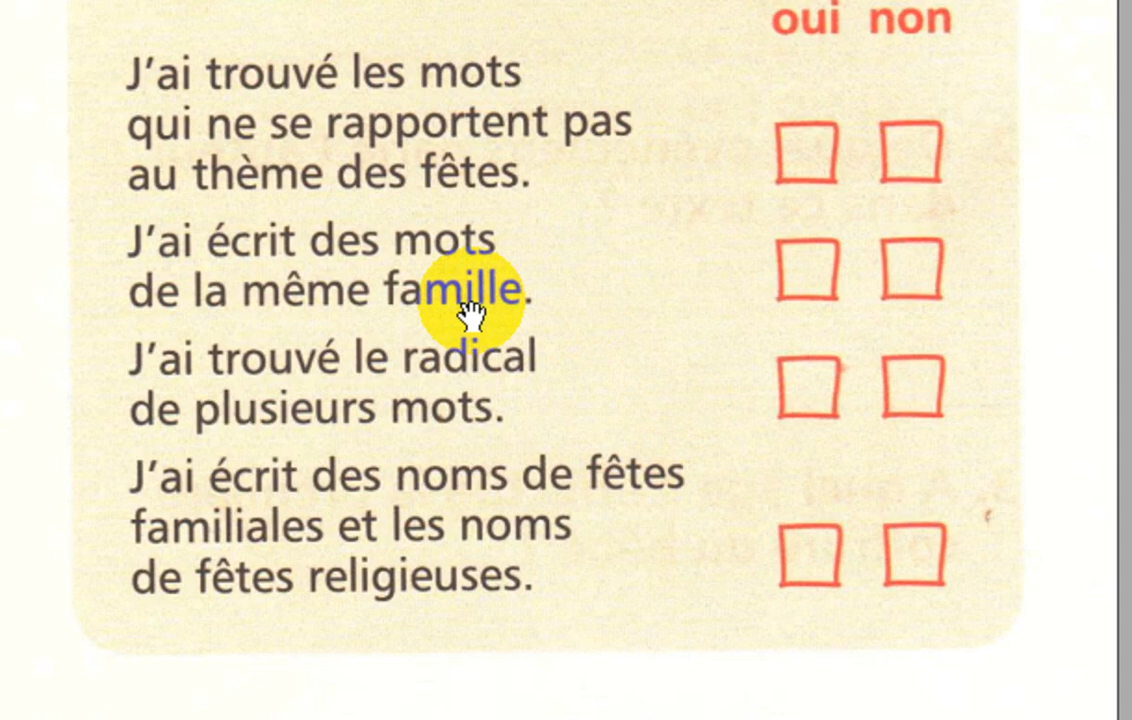 oui non
J'ai trouvé les mots
qui ne se rapportent pas
au thème des fêtes.
J'ai écrit des mots
de la même famille.
J'ai trouvé le radical
de plusieurs mots.
J'ai écrit des noms de fêtes
familiales et les noms
de fêtes religieuses.